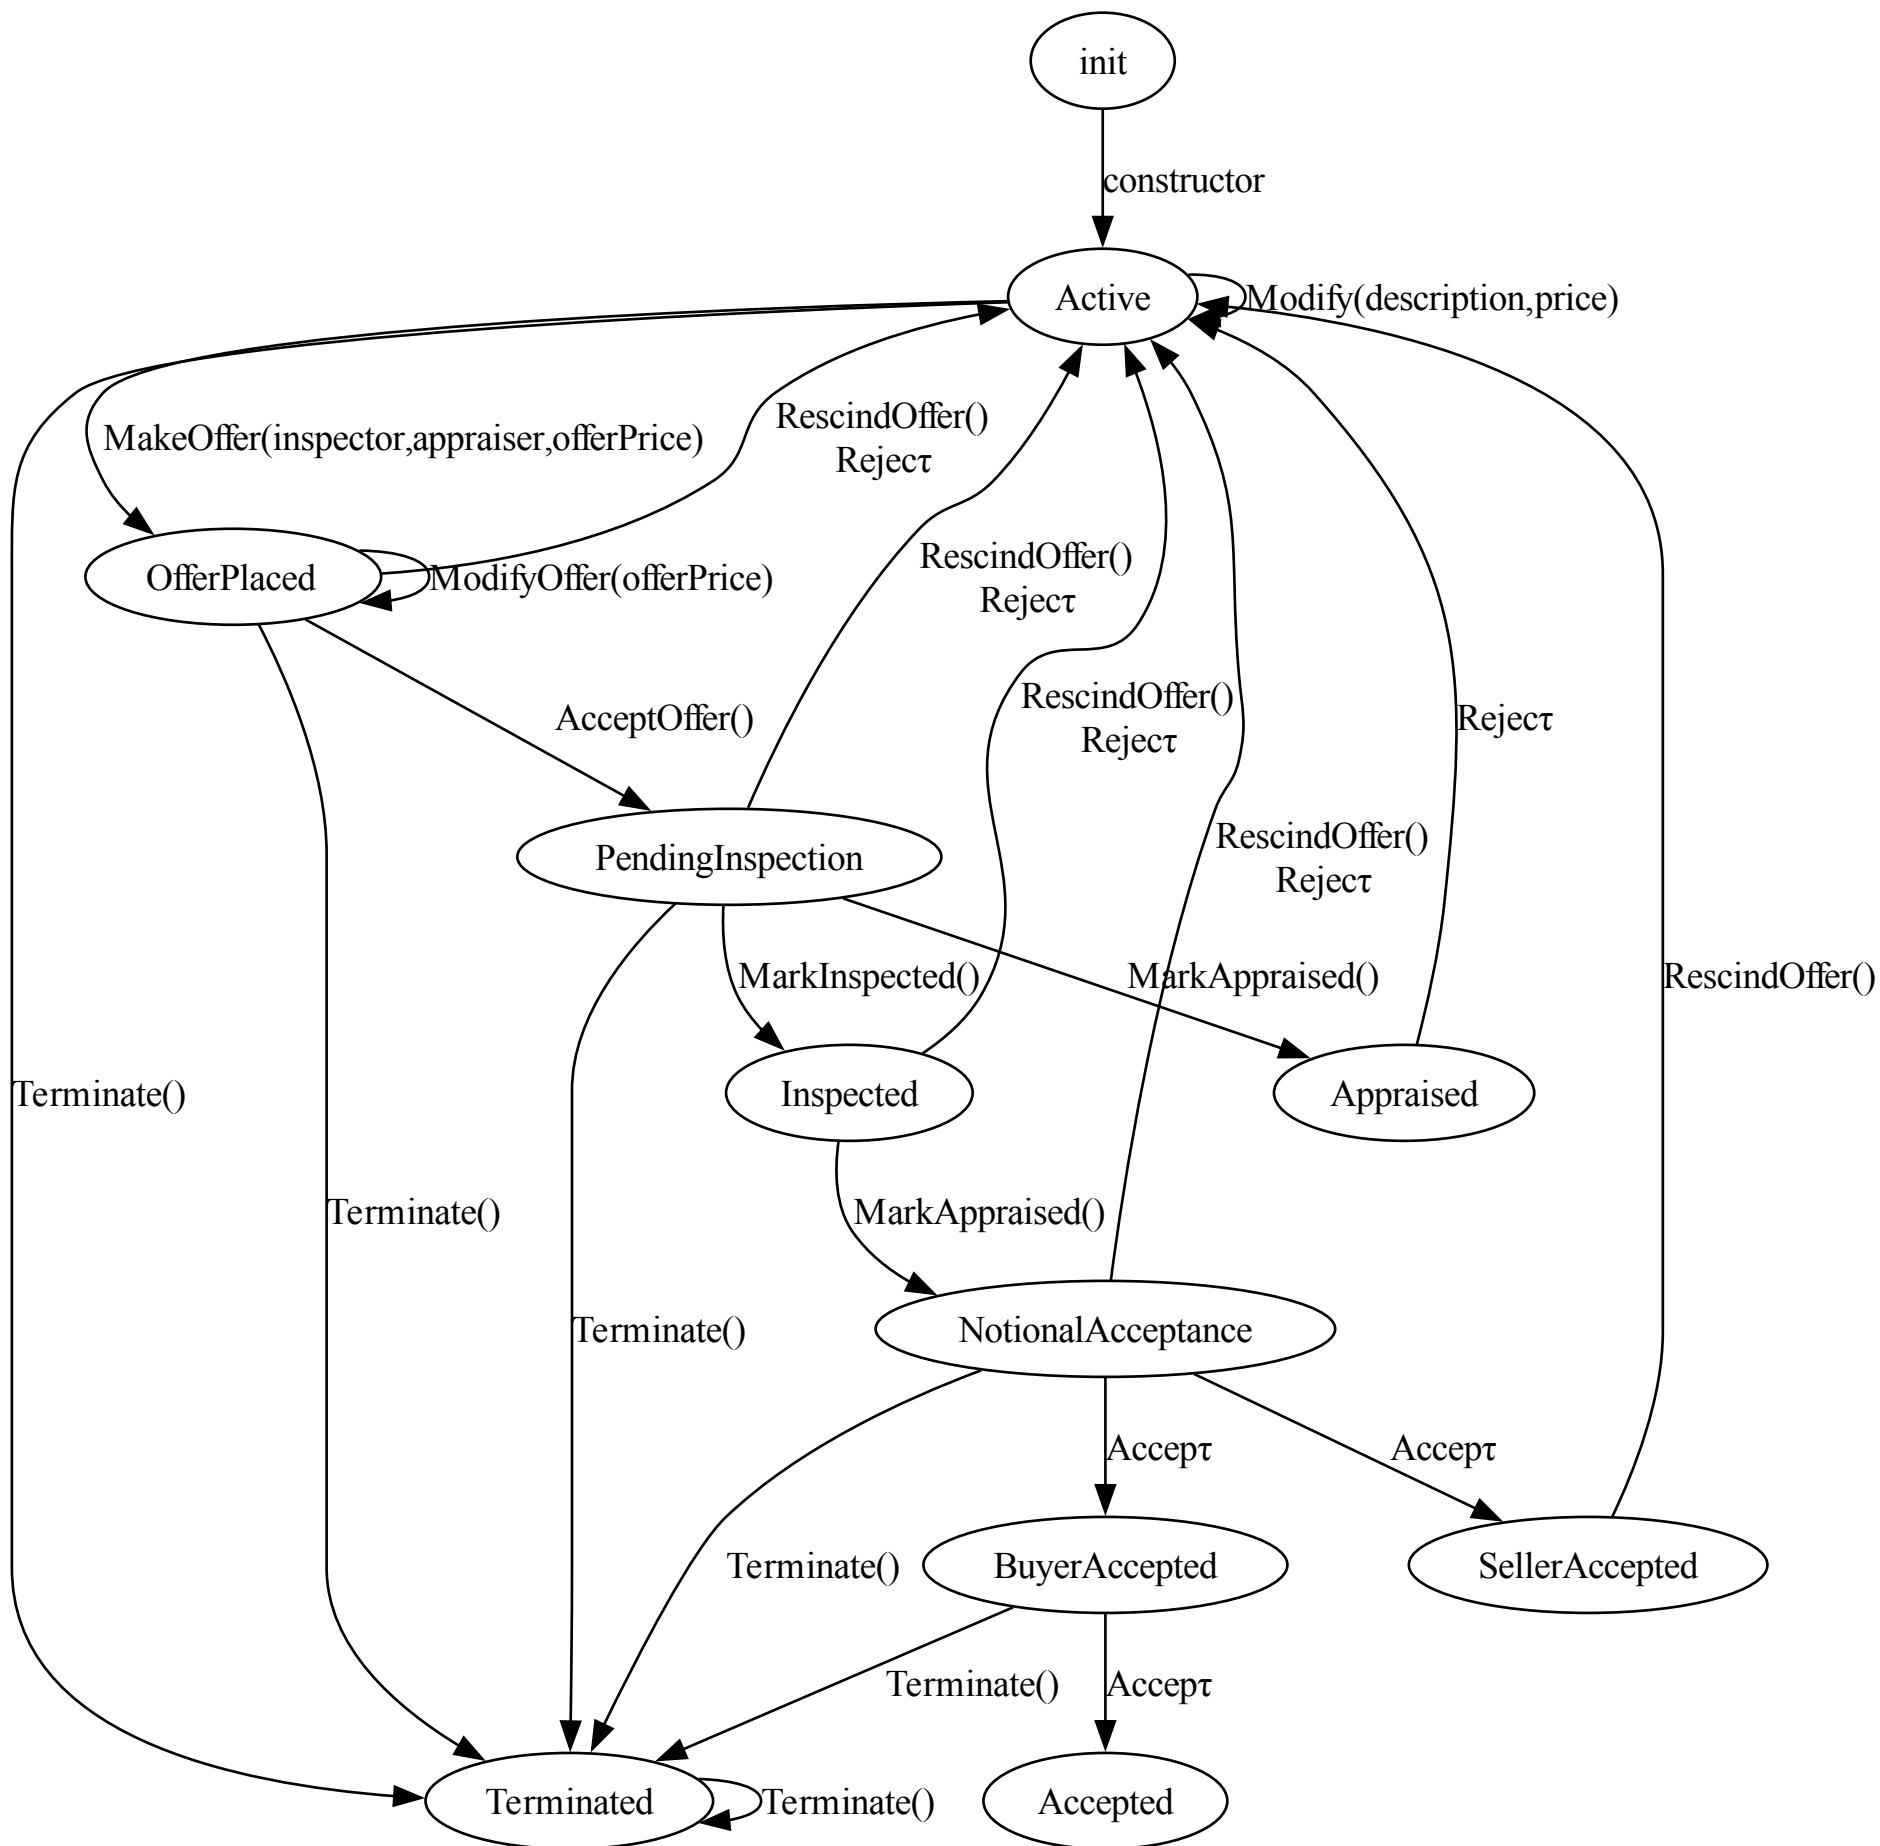 init
constructor
Active
Modify(description,price)
MakeOffer(inspector,appraiser,offerPrice)
RescindOffer()
Rejecτ
OfferPlaced
ModifyOffer(offerPrice)
RescindOffer()
Rejecτ
AcceptOffer()
RescindOffer()
Rejecτ
Rejecτ
PendingInspection
RescindOffer()
Rejecτ
MarkInspected()
MarkAppraised()
RescindOffer()
Terminate()
Inspected
Appraised
Terminate()
MarkAppraised()
Terminate()
NotionalAcceptance
Accepτ
Accepτ
Terminate()
BuyerAccepted
SellerAccepted
Terminate()
Accepτ
Terminated
Terminate()
Accepted